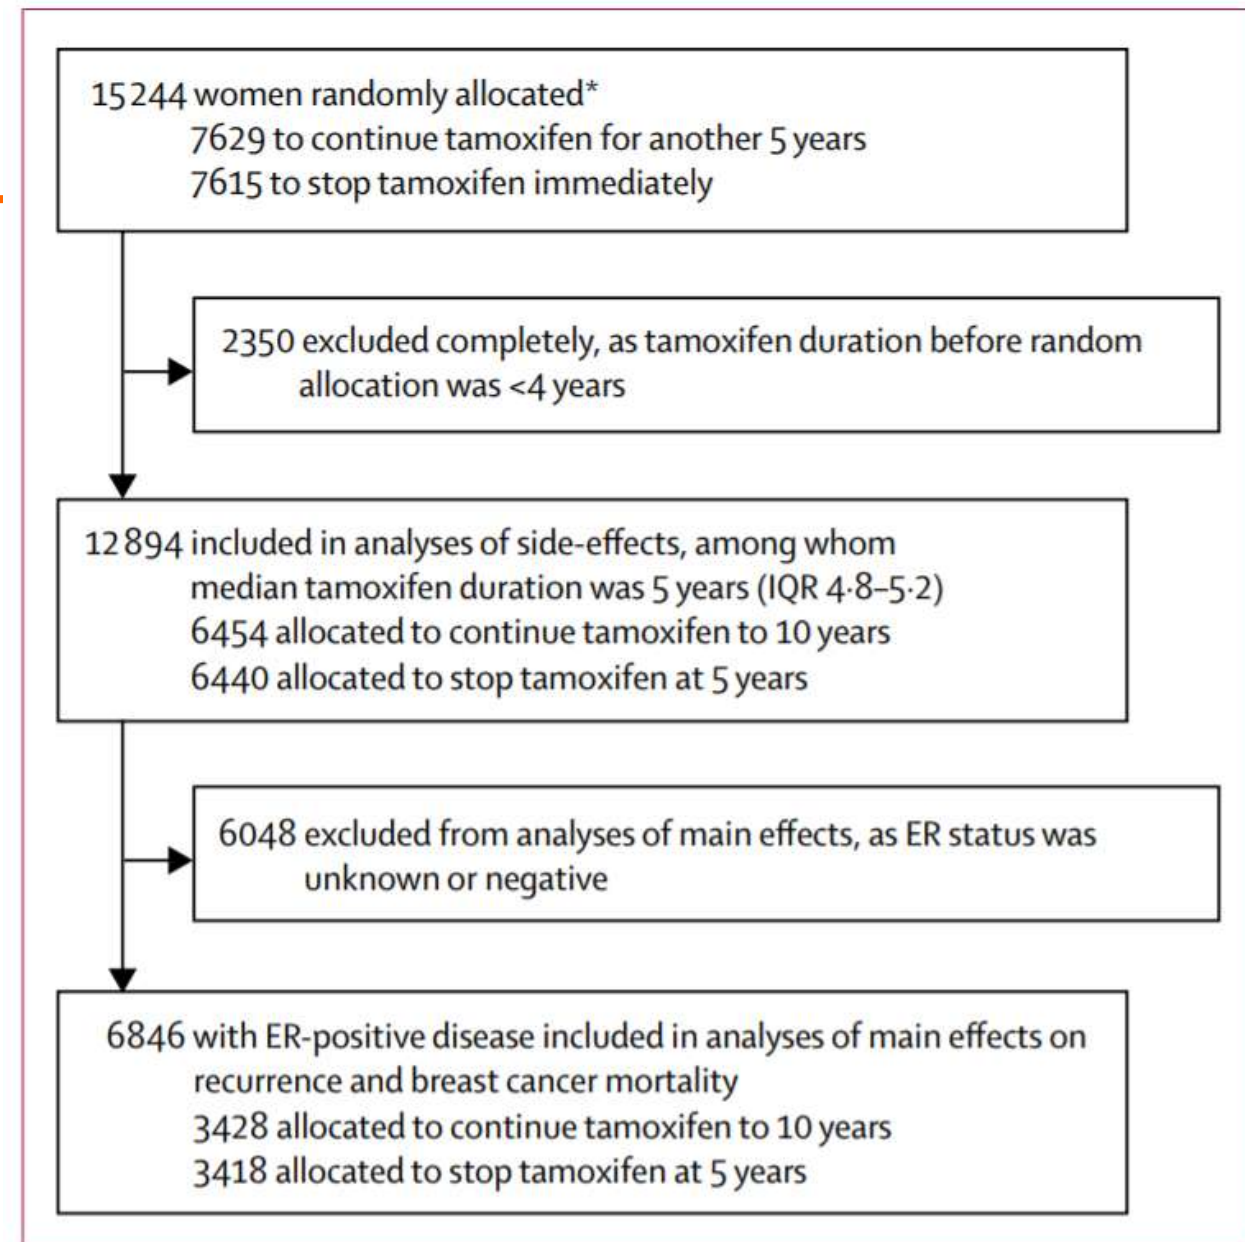 15 244 women randomly allocated*
7629 to continue tamoxifen for another 5 years
7615 to stop tamoxifen immediately
2350 excluded completely, as tamoxifen duration before random
allocation was <4 years
12 894 included in analyses of side-effects, among whom
median tamoxifen duration was 5 years (IQR 4·8–5·2)
6454 allocated to continue tamoxifen to 10 years
6440 allocated to stop tamoxifen at 5 years
6048 excluded from analyses of main effects, as ER status was
unknown or negative
6846 with ER-positive disease included in analyses of main effects on
recurrence and breast cancer mortality
3428 allocated to continue tamoxifen to 10 years
3418 allocated to stop tamoxifen at 5 years